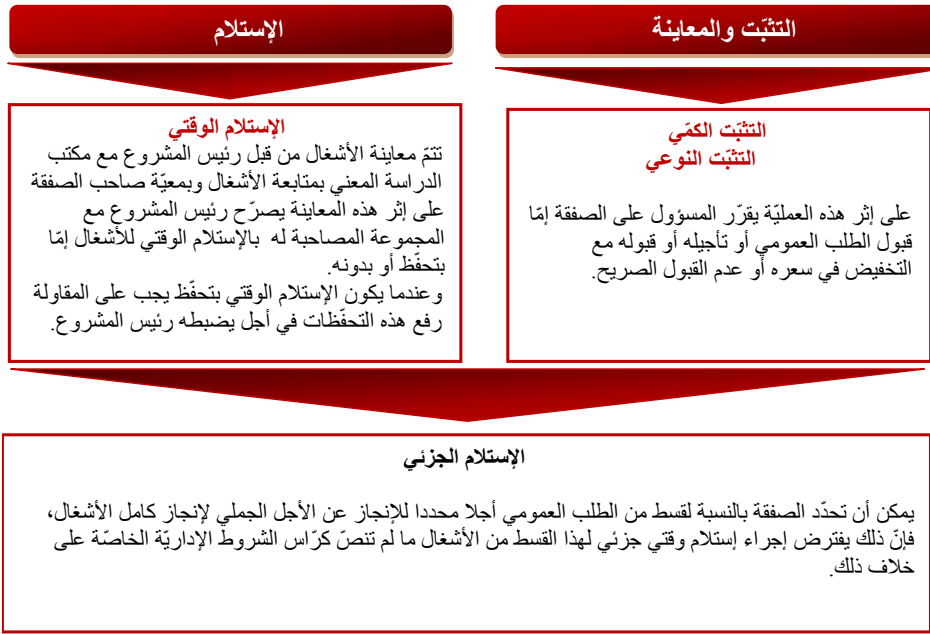 التثبّت والمعاينة
التثبّت الكمّي
التثبّت النوعي
على إثر هذه العمليّة يقرّر المسؤول على الصفقة إمّا
قبول الطلب العمومي أو تأجيله أو قبوله مع
التخفيض في سعره أو عدم القبول الصريح.
الإستلام
الإستلام الوقتي
تتمّ معاينة الأشغال من قبل رئيس المشروع مع مكتب
الدراسة المعني بمتابعة الأشغال وبمعيّة صاحب الصفقة
على إثر هذه المعاينة يصرّح رئيس المشروع مع
المجموعة المصاحبة له بالإستلام الوقتي للأشغال إمّا
بتحفّظ أو بدونه.
وعندما يكون الإستلام الوقتي بتحفّظ يجب على المقاولة
رفع هذه التحفّظات في أجل يضبطه رئيس المشروع.
الإستلام الجزئي
يمكن أن تحدّد الصفقة بالنسبة لقسط من الطلب العمومي أجلا محددا للإنجاز عن الأجل الجملي لإنجاز كامل الأشغال،
فإنّ ذلك يفترض إجراء إستلام وقتي جزئي لهذا القسط من الأشغال ما لم تنصّ كرّاس الشروط الإداريّة الخاصّة على
خلاف ذلك.